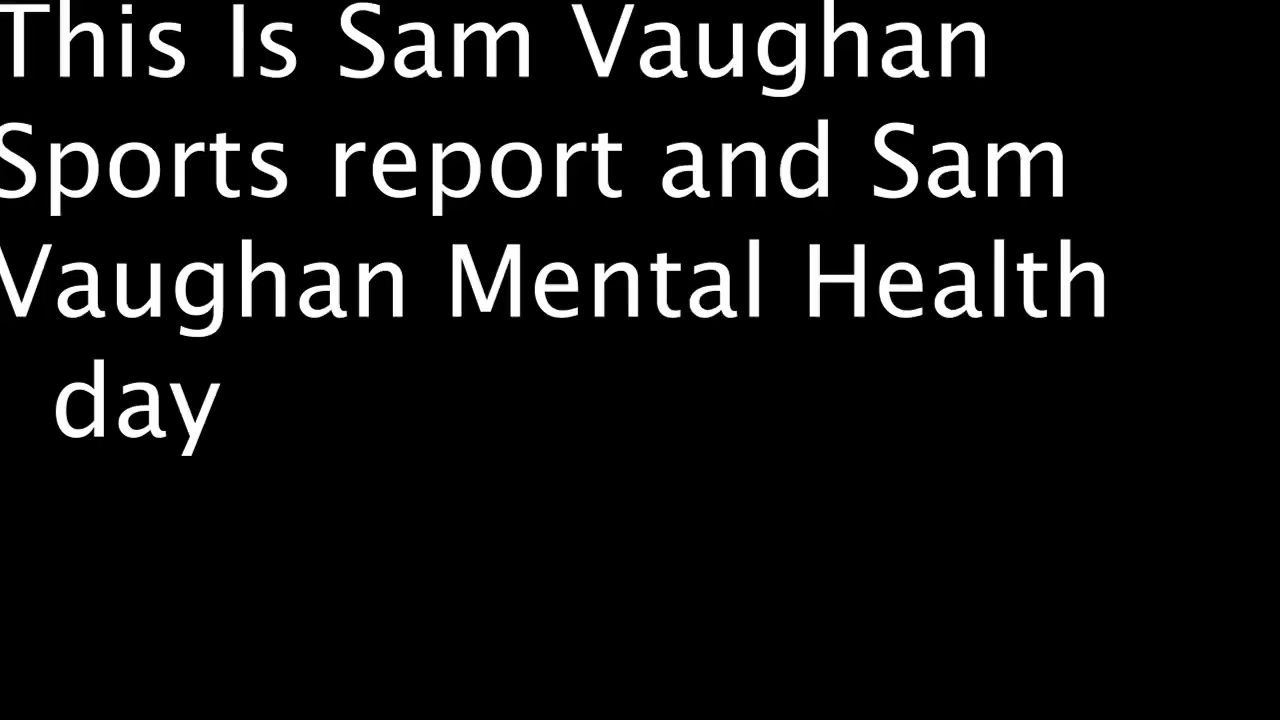 This Is Sam Vaughan
Sports report and Sam
Vaughan Mental Health
day